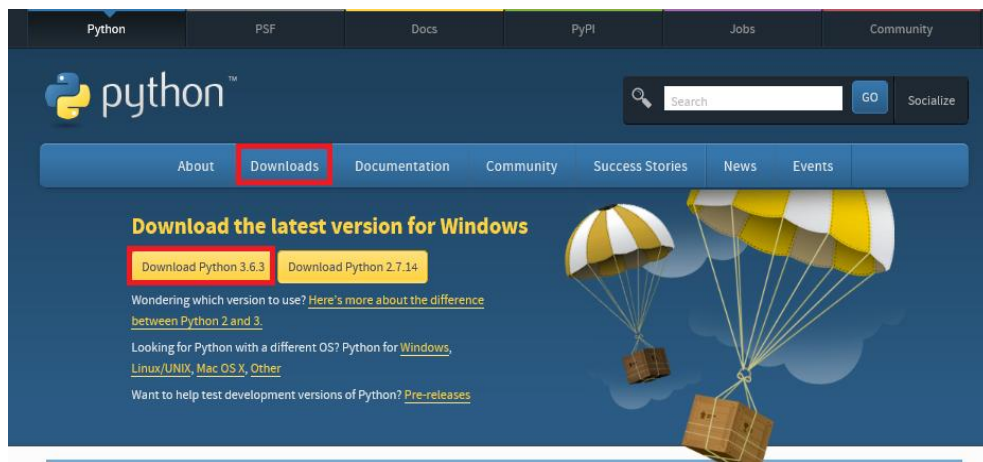 Python PSF Docs PyPI Jobs Community
python™ Search GO Socialize
About Downloads Documentation Community Success Stories News Events
Download the latest version for Windows
Download Python 3.6.3 Download Python 2.7.14
Wondering which version to use? Here's more about the difference
between Python 2 and 3.
Looking for Python with a different OS? Python for Windows,
Linux/UNIX, Mac OS X, Other
Want to help test development versions of Python? Pre-releases